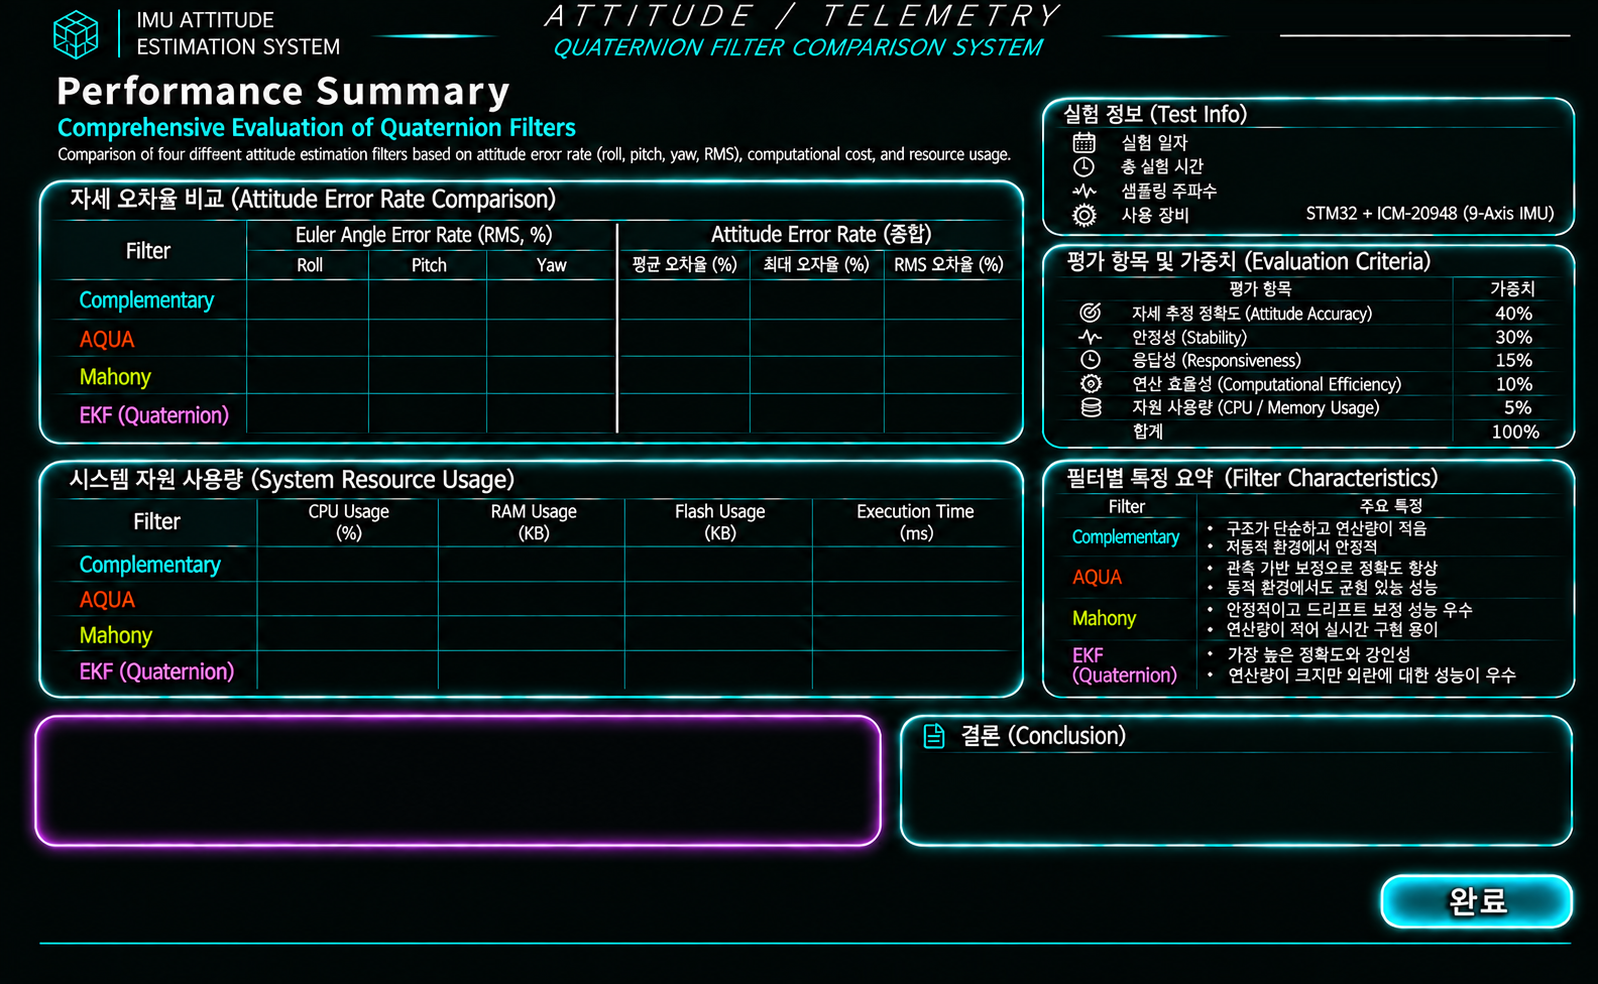 IMU ATTITUDE
ESTIMATION SYSTEM
ATTITUDE / TELEMETRY
QUATERNION FILTER COMPARISON SYSTEM
Performance Summary
Comprehensive Evaluation of Quaternion Filters
Comparison of four different attitude estimation filters based on attitude eroxr rate (roll, pitch, yaw, RMS), computational cost, and resource usage.
자세 오차율 비교 (Attitude Error Rate Comparison)
Filter
Euler Angle Error Rate (RMS, %)
Attitude Error Rate (종합)
Roll
Pitch
Yaw
평균 오차율 (%)
최대 오자율 (%)
RMS 오차율 (%)
Complementary
AQUA
Mahony
EKF (Quaternion)
시스템 자원 사용량 (System Resource Usage)
Filter
CPU Usage
(%)
RAM Usage
(KB)
Flash Usage
(KB)
Execution Time
(ms)
Complementary
AQUA
Mahony
EKF (Quaternion)
실험 정보 (Test Info)
실험 일자
총 실험 시간
샘플링 주파수
사용 장비 STM32 + ICM-20948 (9-Axis IMU)
평가 항목 및 가중치 (Evaluation Criteria)
평가 항목 가중치
자세 추정 정확도 (Attitude Accuracy) 40%
안정성 (Stability) 30%
응답성 (Responsiveness) 15%
연산 효율성 (Computational Efficiency) 10%
자원 사용량 (CPU / Memory Usage) 5%
합계 100%
필터별 특정 요약 (Filter Characteristics)
Filter 주요 특정
Complementary
• 구조가 단순하고 연산량이 적음
• 저동적 환경에서 안정적
AQUA
• 관측 기반 보정오로 정확도 항상
• 동적 환경에서도 군훤 있능 성능
Mahony
• 안정적이고 드리프트 보정 성능 우수
• 연산량이 적어 실시간 구현 용이
EKF
(Quaternion)
• 가장 높은 정확도와 강인성
• 연산량이 크지만 외란에 대한 성능이 우수
결론 (Conclusion)
완료